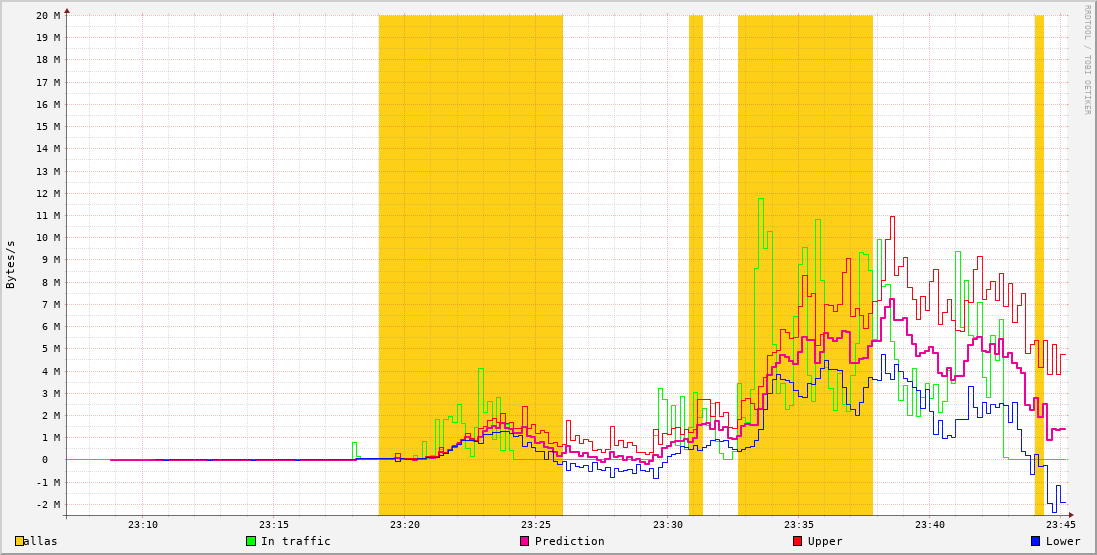 RRDTOOL / TOBI OETIKER
20 M
19 M
18 M
17 M
16 M
15 M
14 M
13 M
12 M
11 M
10 M
9 M
8 M
7 M
6 M
5 M
4 M
3 M
2 M
1 M
0
-1 M
-2 M
Bytes/s
23:10 23:15 23:20 23:25 23:30 23:35 23:40 23:45
allas In traffic Prediction Upper Lower